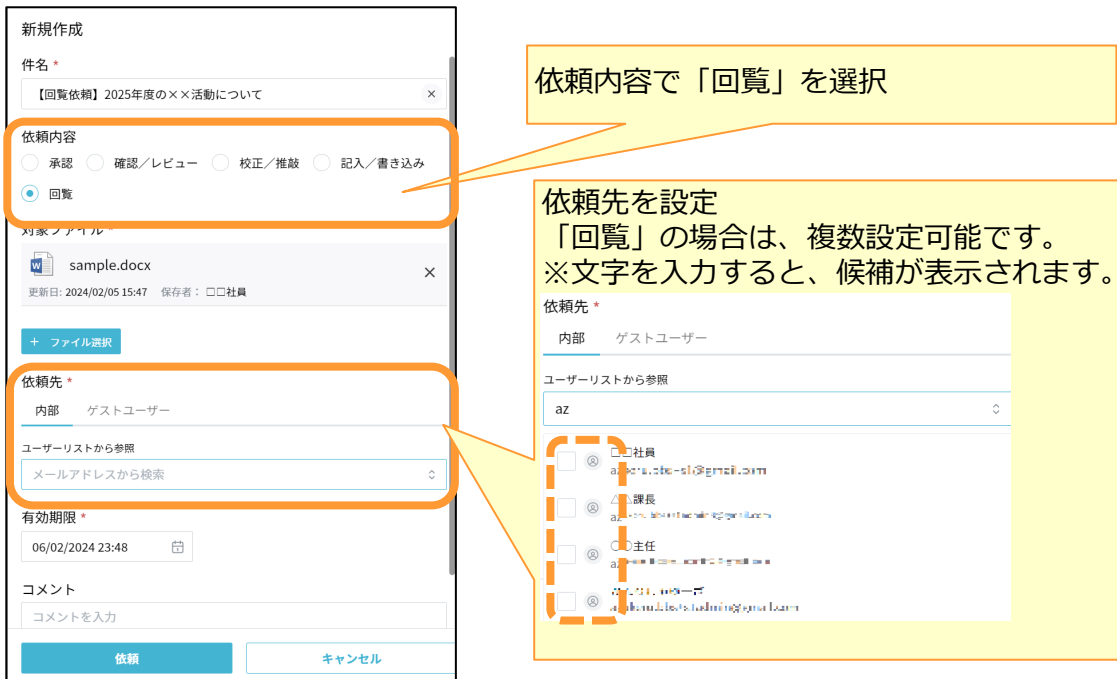 新規作成
件名 *
【回覧依頼】2025年度の××活動について
依頼内容
承認 確認／レビュー 校正／推敲 記入／書き込み
回覧
対象ファイル *
sample.docx
更新日: 2024/02/05 15:47 保存者： □□社員
＋ ファイル選択
依頼先 *
内部 ゲストユーザー
ユーザーリストから参照
メールアドレスから検索
有効期限 *
06/02/2024 23:48
コメント
コメントを入力
依頼 キャンセル
依頼内容で「回覧」を選択
依頼先を設定
「回覧」の場合は、複数設定可能です。
※文字を入力すると、候補が表示されます。
依頼先 *
内部 ゲストユーザー
ユーザーリストから参照
az
□□社員
△△課長
○○主任